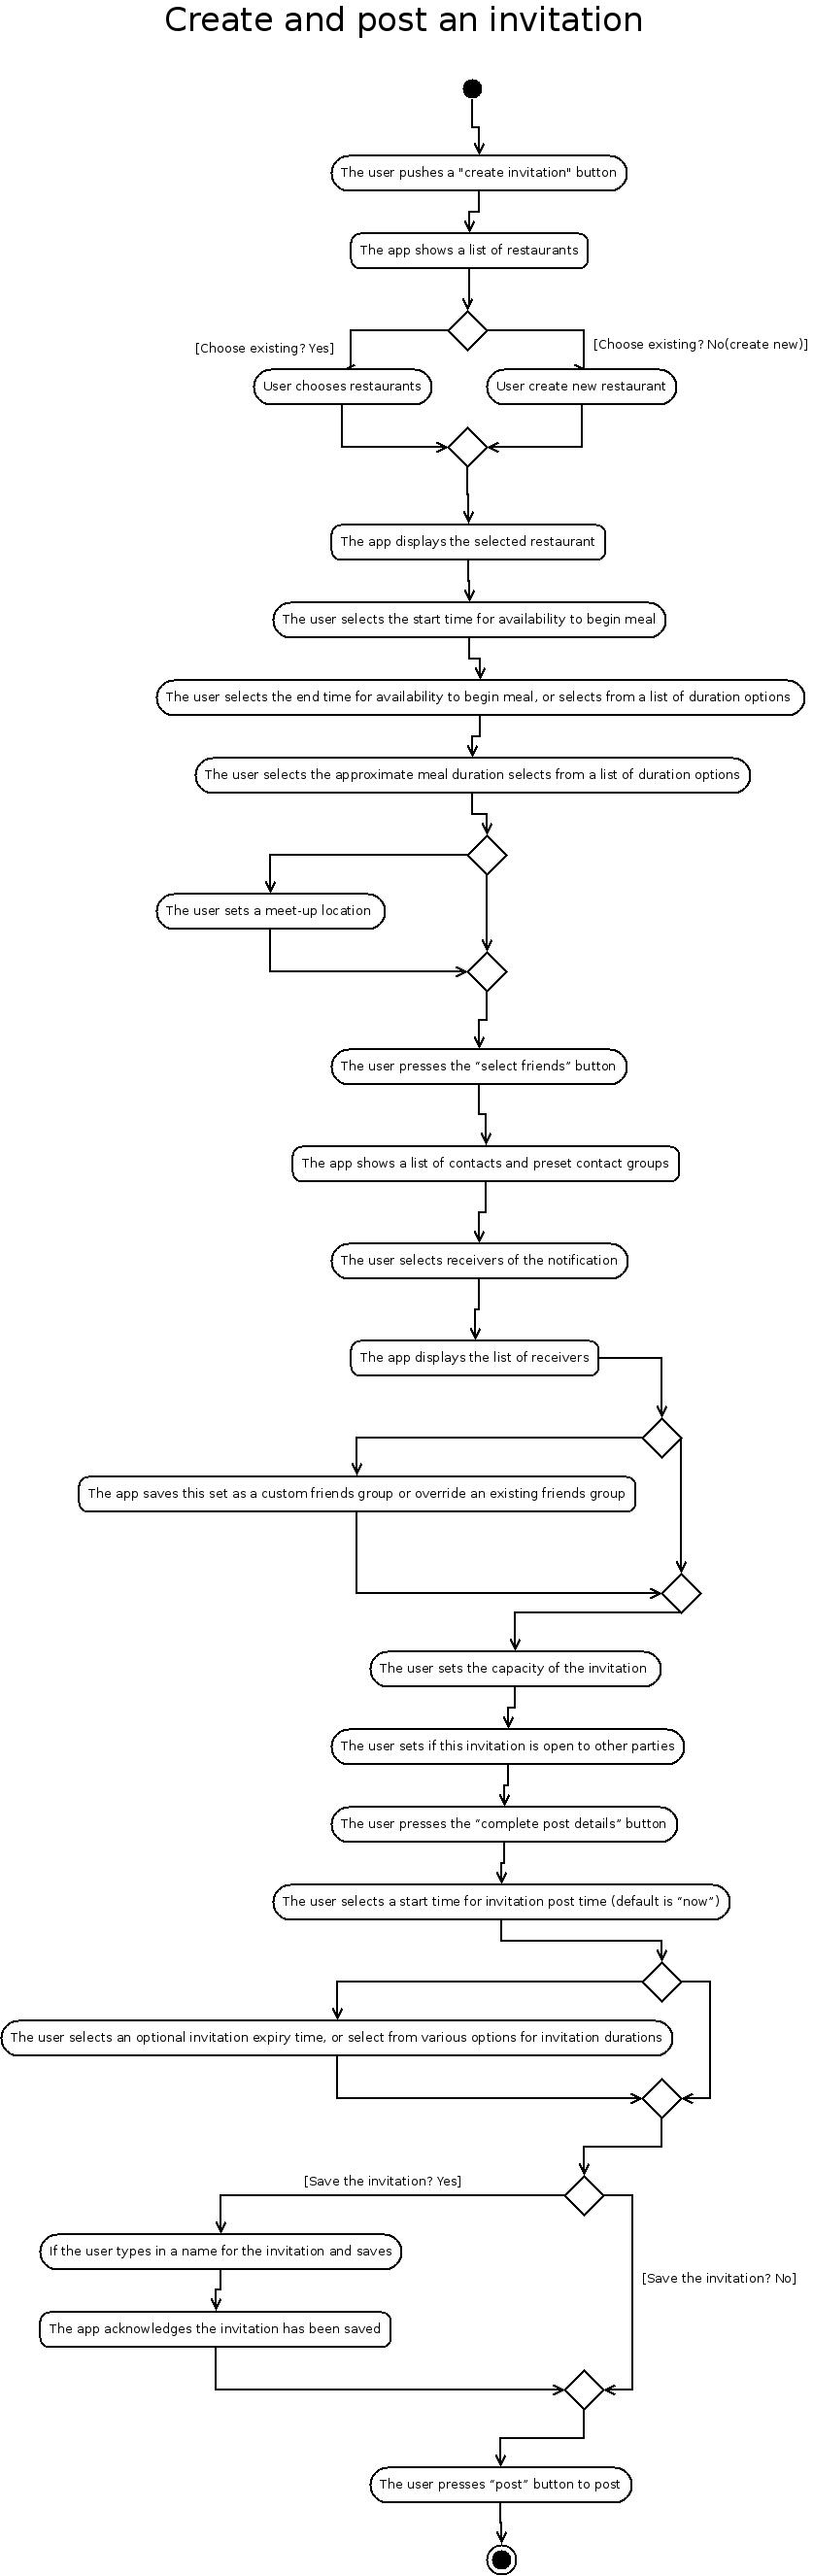 Create and post an invitation
The user pushes a "create invitation" button
The app shows a list of restaurants
[Choose existing? Yes]
[Choose existing? No(create new)]
User chooses restaurants
User create new restaurant
The app displays the selected restaurant
The user selects the start time for availability to begin meal
The user selects the end time for availability to begin meal, or selects from a list of duration options
The user selects the approximate meal duration selects from a list of duration options
The user sets a meet-up location
The user presses the “select friends” button
The app shows a list of contacts and preset contact groups
The user selects receivers of the notification
The app displays the list of receivers
The app saves this set as a custom friends group or override an existing friends group
The user sets the capacity of the invitation
The user sets if this invitation is open to other parties
The user presses the “complete post details” button
The user selects a start time for invitation post time (default is “now”)
The user selects an optional invitation expiry time, or select from various options for invitation durations
[Save the invitation? Yes]
If the user types in a name for the invitation and saves
[Save the invitation? No]
The app acknowledges the invitation has been saved
The user presses “post” button to post